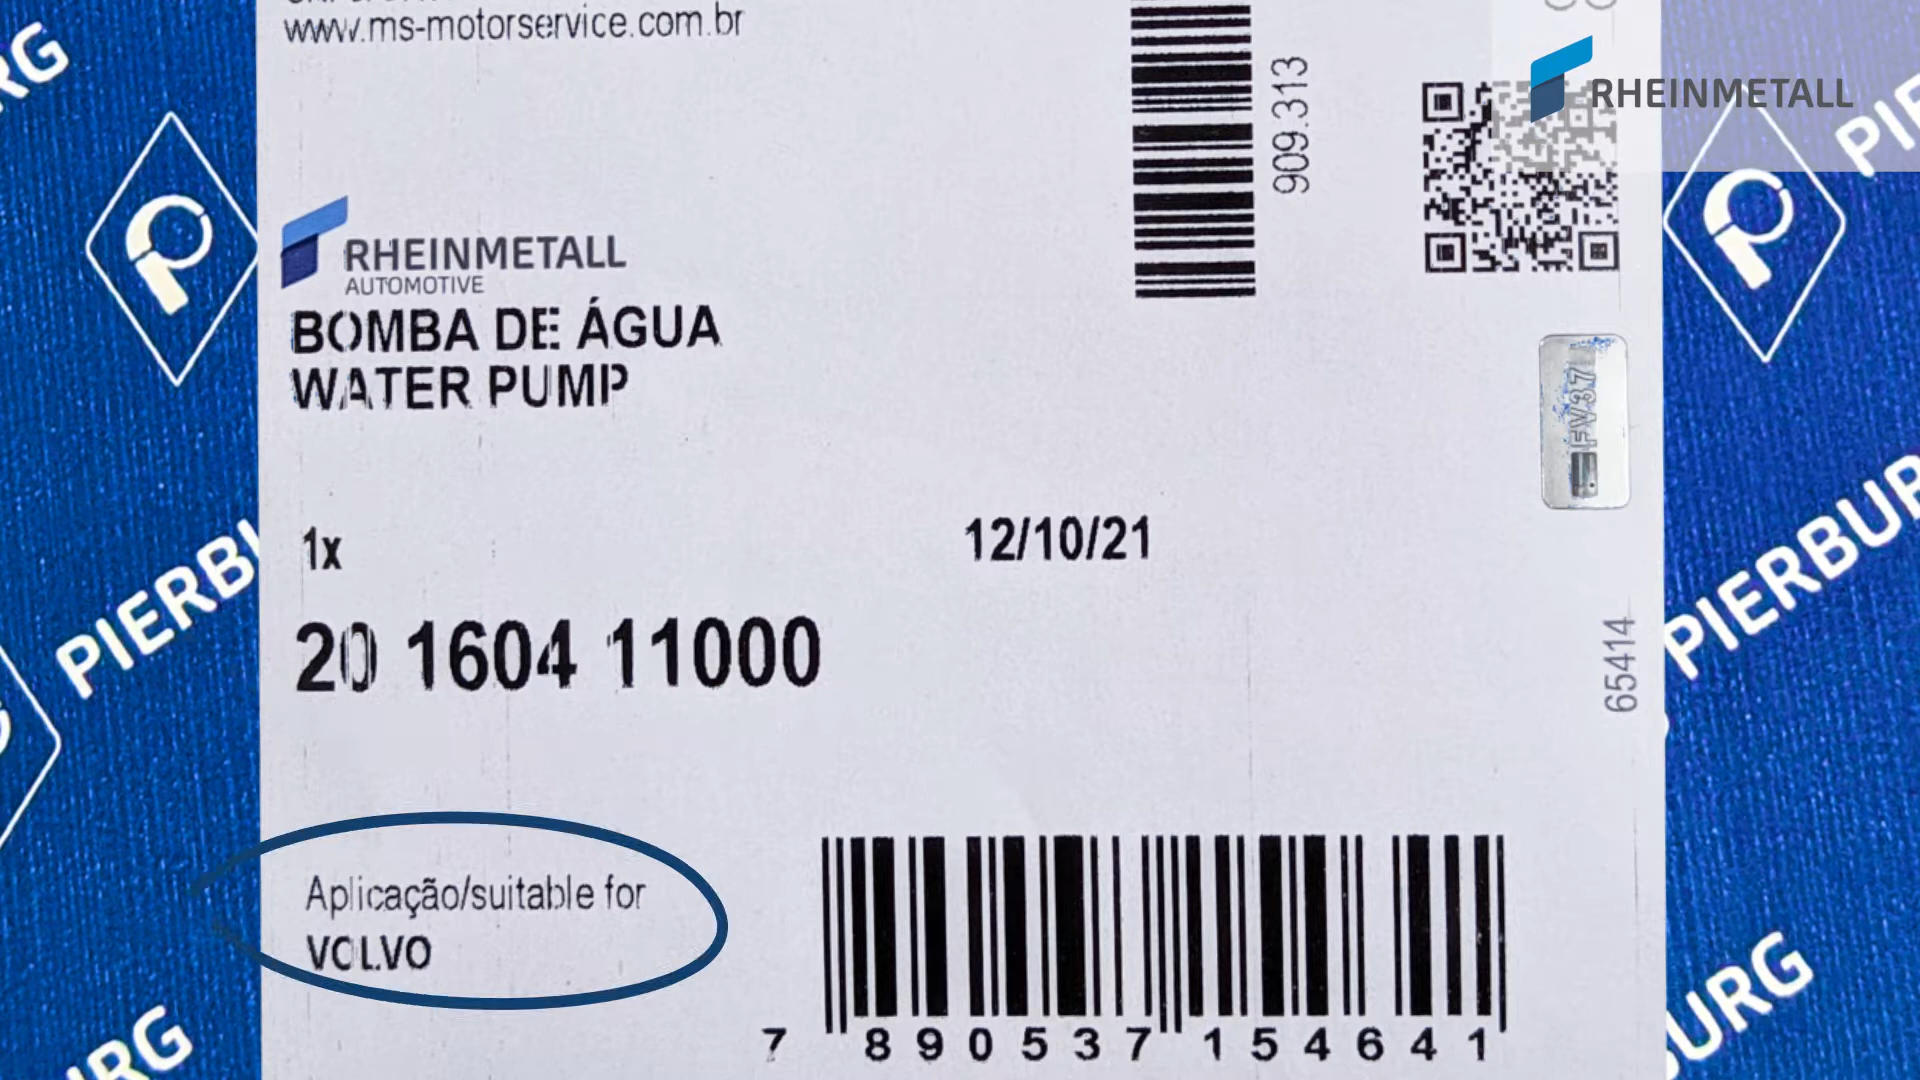 www.ms-motorservice.com.br
909.313
RHEINMETALL
RHEINMETALL
AUTOMOTIVE
BOMBA DE ÁGUA
WATER PUMP
FV37
1x
12/10/21
20 1604 11000
65414
Aplicação/suitable for
VOLVO
7 890537 154641
PIERBURG
PIERBURG